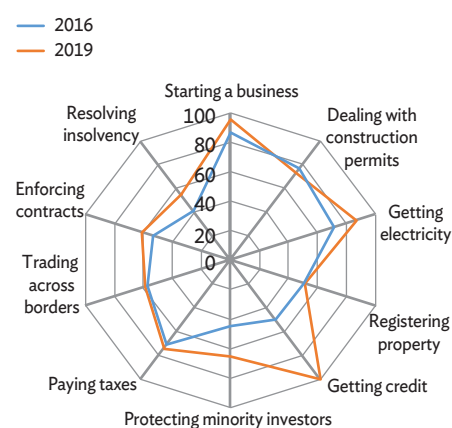 2016
2019
Starting a business
Dealing with
construction
permits
Getting
electricity
Registering
property
Getting credit
Protecting minority investors
Paying taxes
Trading
across
borders
Enforcing
contracts
Resolving
insolvency
100
80
60
40
20
0